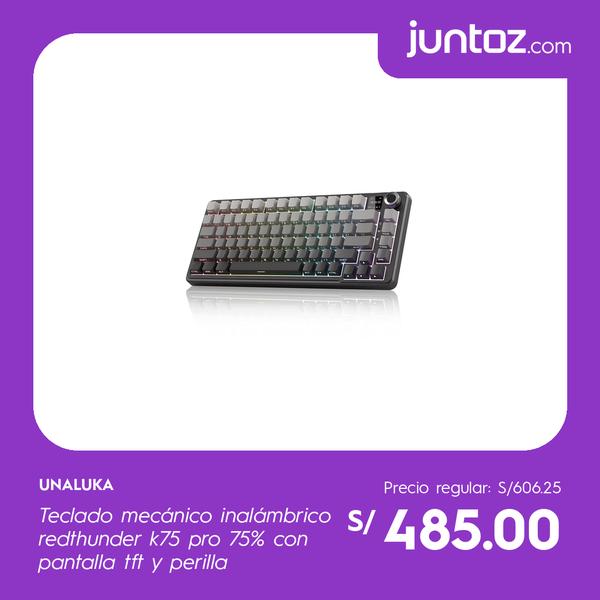 juntoz.com
UNALUKA
Teclado mecánico inalámbrico
redthunder k75 pro 75% con
pantalla tft y perilla
Precio regular: S/606.25
S/ 485.00